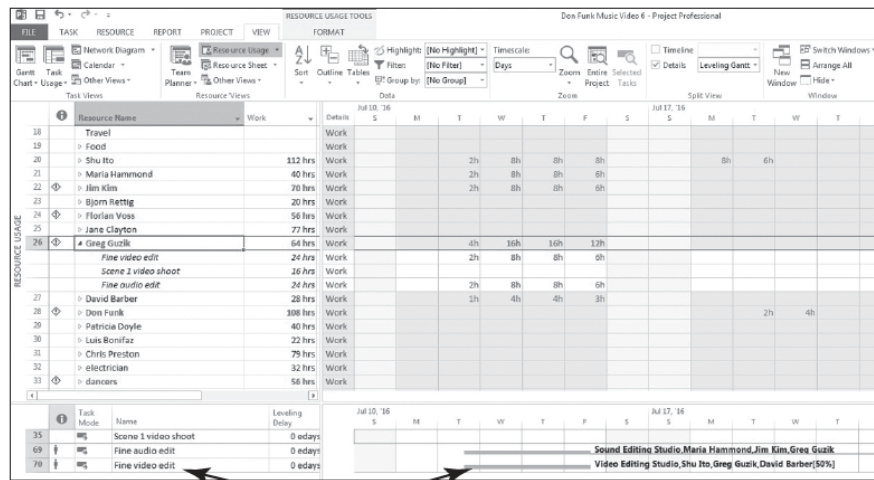 RESOURCE USAGE TOOLS
Don Funk Music Video 6 - Project Professional
FILE TASK RESOURCE REPORT PROJECT VIEW FORMAT
Gantt Chart
Task Usage
Network Diagram
Calendar
Other Views
Task Views
Team Planner
Resource Usage
Resource Sheet
Other Views
Resource Views
Sort
Outline
Tables
Highlight: [No Highlight]
Filter: [No Filter]
Group by: [No Group]
Data
Timescale:
Days
Zoom
Entire Project
Selected Tasks
Zoom
Timeline
Details Leveling Gantt
Split View
New Window
Switch Windows
Arrange All
Hide
Window
Jul 10, '16 Jul 17, '16
Resource Name Work Details S M T W T F S S M T W T
18 Travel Work
19 Food Work
20 Shu Ito 112 hrs Work 2h 8h 8h 8h 8h 6h
21 Maria Hammond 40 hrs Work 2h 8h 8h 6h
22 Jim Kim 70 hrs Work 2h 8h 8h 6h
23 Bjorn Rettig 20 hrs Work
24 Florian Voss 56 hrs Work
25 Jane Clayton 77 hrs Work
26 Greg Guzik 64 hrs Work 4h 16h 16h 12h
Fine video edit 24 hrs Work 2h 8h 8h 6h
Scene 1 video shoot 16 hrs Work
Fine audio edit 24 hrs Work 2h 8h 8h 6h
27 David Barber 28 hrs Work 1h 4h 4h 3h
28 Don Funk 108 hrs Work 2h 4h
29 Patricia Doyle 40 hrs Work
30 Luis Bonifaz 22 hrs Work
31 Chris Preston 79 hrs Work
32 electrician 32 hrs Work
33 dancers 56 hrs Work
RESOURCE USAGE
Jul 10, '16 Jul 17, '16
Task Mode Name Leveling Delay S M T W T F S S M T W T
35 Scene 1 video shoot 0 edays
69 Fine audio edit 0 edays Sound Editing Studio,Maria Hammond,Jim Kim,Greg Guzik
70 Fine video edit 0 edays Video Editing Studio,Shu Ito,Greg Guzik,David Barber[50%]